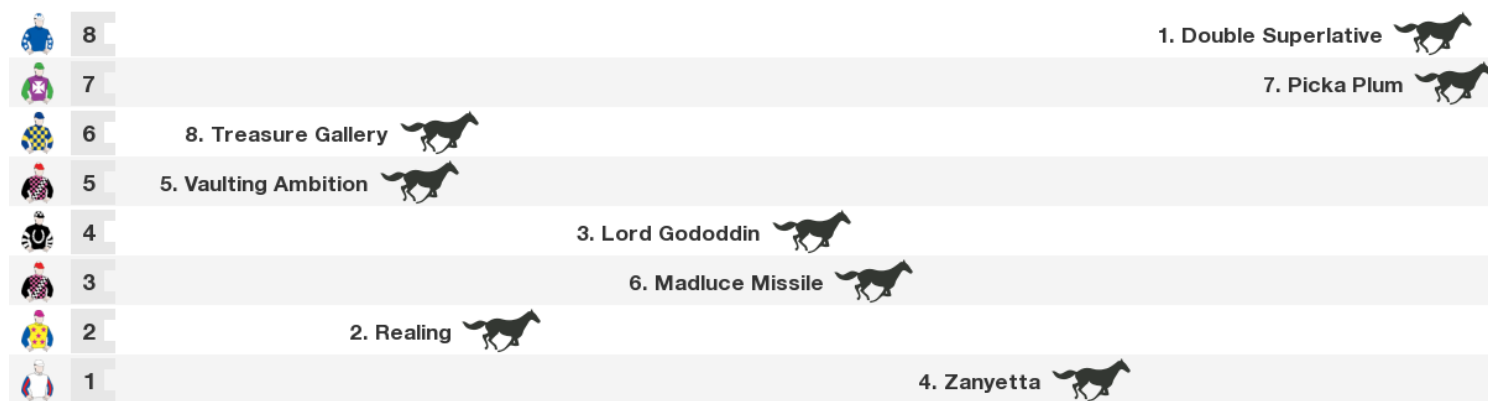 8 1. Double Superlative
7 7. Picka Plum
6 8. Treasure Gallery
5 5. Vaulting Ambition
4 3. Lord Gododdin
3 6. Madluce Missile
2 2. Realing
1 4. Zanyetta